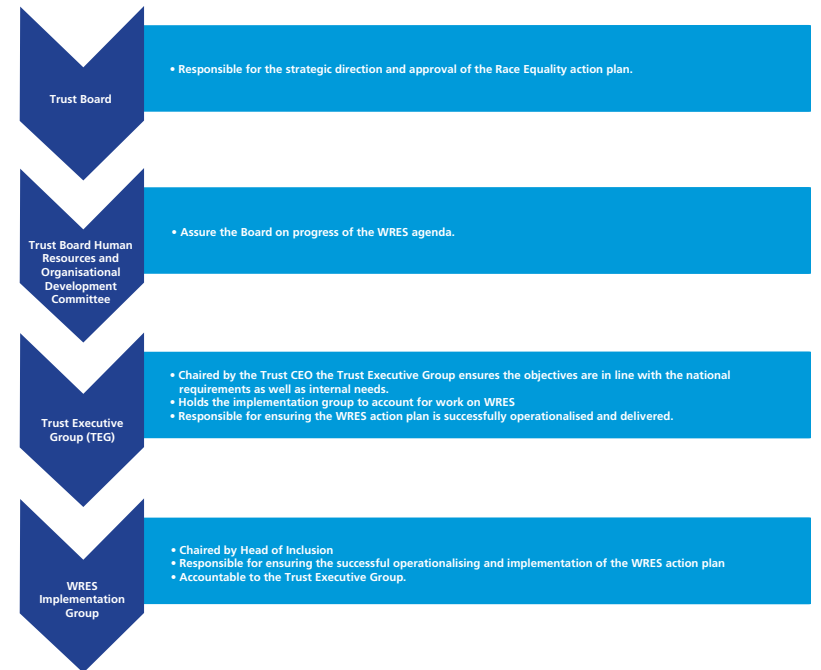 Trust Board
• Responsible for the strategic direction and approval of the Race Equality action plan.
Trust Board Human
Resources and
Organisational
Development
Committee
• Assure the Board on progress of the WRES agenda.
Trust Executive
Group (TEG)
• Chaired by the Trust CEO the Trust Executive Group ensures the objectives are in line with the national
requirements as well as internal needs.
• Holds the implementation group to account for work on WRES
• Responsible for ensuring the WRES action plan is successfully operationalised and delivered.
WRES
Implementation
Group
• Chaired by Head of Inclusion
• Responsible for ensuring the successful operationalising and implementation of the WRES action plan
• Accountable to the Trust Executive Group.